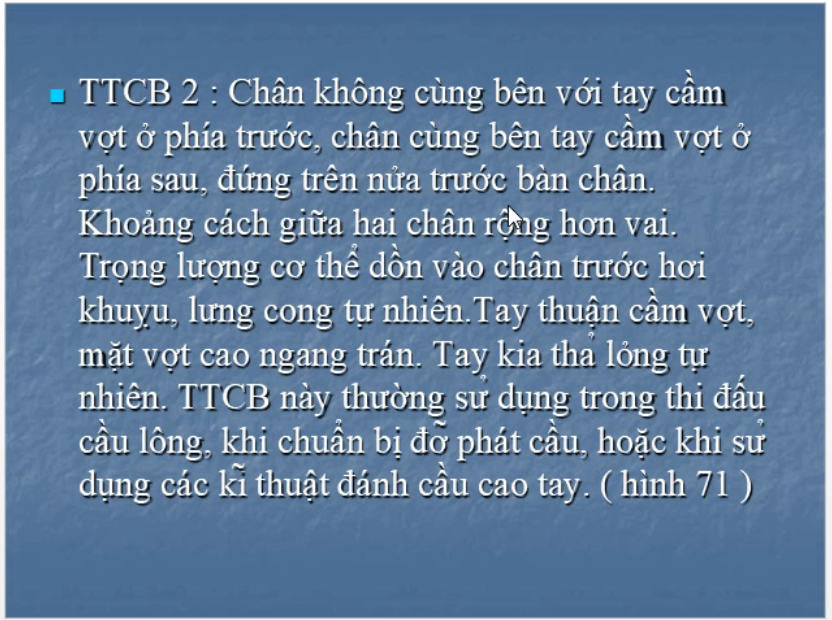 TTCB 2 : Chân không cùng bên với tay cầm
vợt ở phía trước, chân cùng bên tay cầm vợt ở
phía sau, đứng trên nửa trước bàn chân.
Khoảng cách giữa hai chân rộng hơn vai.
Trọng lượng cơ thể dồn vào chân trước hơi
khuỵu, lưng cong tự nhiên.Tay thuận cầm vợt,
mặt vợt cao ngang trán. Tay kia thả lỏng tự
nhiên. TTCB này thường sử dụng trong thi đấu
cầu lông, khi chuẩn bị đỡ phát cầu, hoặc khi sử
dụng các kĩ thuật đánh cầu cao tay. ( hình 71 )